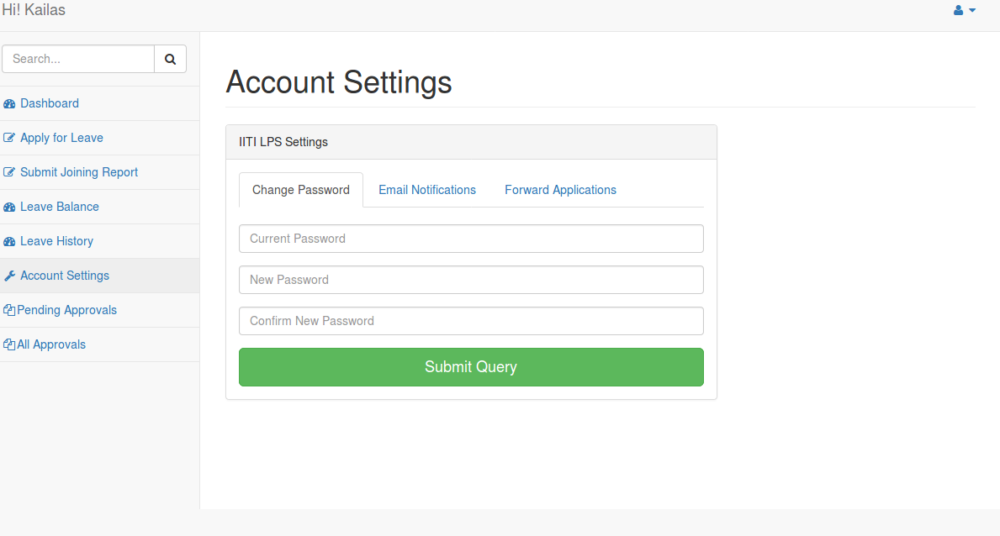 Hi! Kailas
Search...
Dashboard
Apply for Leave
Submit Joining Report
Leave Balance
Leave History
Account Settings
Pending Approvals
All Approvals
Account Settings
IITI LPS Settings
Change Password Email Notifications Forward Applications
Current Password
New Password
Confirm New Password
Submit Query